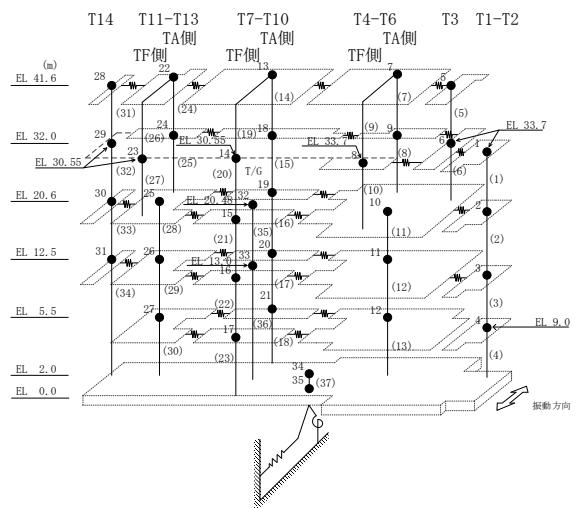 T14 T11-T13 T7-T10 T4-T6 T3 T1-T2
TA側 TA側 TA側
TF側 TF側 TF側
(m)
EL 41.6 28 22 13 7 5
(31) (24) (14) (7) (5)
EL 32.0 29 24 (26) (19) 18 (9) 9 6 1 EL 33.7
EL 30.55 23 (25) EL 30.55 14 (15) EL 33.7 8 (8) (6)
(32) (27) (20) T/G (10) (1)
EL 20.6 30 25 EL 20.48 32 19 10 2
(33) (28) 15 (35) (16) (11) (2)
EL 12.5 31 26 (21) EL 13.0 33 20 11 3
(34) (29) 16 (17) (12) (3)
EL 5.5 27 (22) (36) 21 12 4 EL 9.0
(30) 17 (18) (13) (4)
(23)
EL 2.0 34
EL 0.0 35 (37)
振動方向